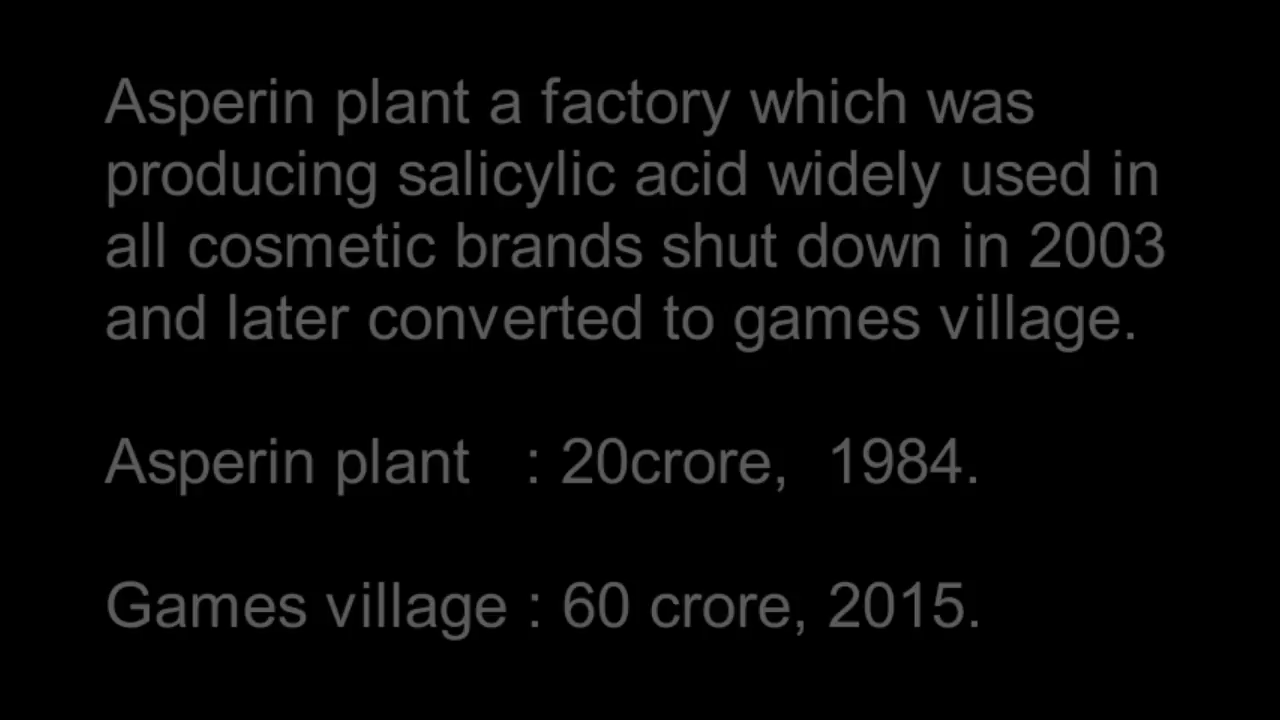 Asperin plant a factory which was
producing salicylic acid widely used in
all cosmetic brands shut down in 2003
and later converted to games village.
Asperin plant : 20crore, 1984.
Games village : 60 crore, 2015.